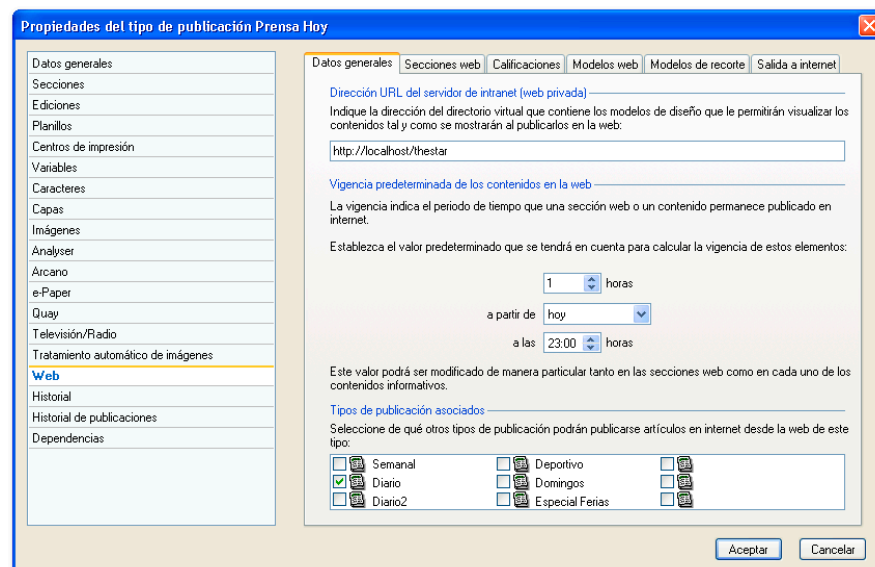 Propiedades del tipo de publicación Prensa Hoy
Datos generales
Secciones
Ediciones
Planillos
Centros de impresión
Variables
Caracteres
Capas
Imágenes
Analyser
Arcano
e-Paper
Quay
Televisión/Radio
Tratamiento automático de imágenes
Web
Historial
Historial de publicaciones
Dependencias
Datos generales Secciones web Calificaciones Modelos web Modelos de recorte Salida a internet
Dirección URL del servidor de intranet (web privada)
Indique la dirección del directorio virtual que contiene los modelos de diseño que le permitirán visualizar los
contenidos tal y como se mostrarán al publicarlos en la web:
http://localhost/thestar
Vigencia predeterminada de los contenidos en la web
La vigencia indica el periodo de tiempo que una sección web o un contenido permanece publicado en
internet.
Establezca el valor predeterminado que se tendrá en cuenta para calcular la vigencia de estos elementos:
1 horas
a partir de hoy
a las 23:00 horas
Este valor podrá ser modificado de manera particular tanto en las secciones web como en cada uno de los
contenidos informativos.
Tipos de publicación asociados
Seleccione de qué otros tipos de publicación podrán publicarse artículos en internet desde la web de este
tipo:
Semanal Deportivo
Diario Domingos
Diario2 Especial Ferias
Aceptar Cancelar